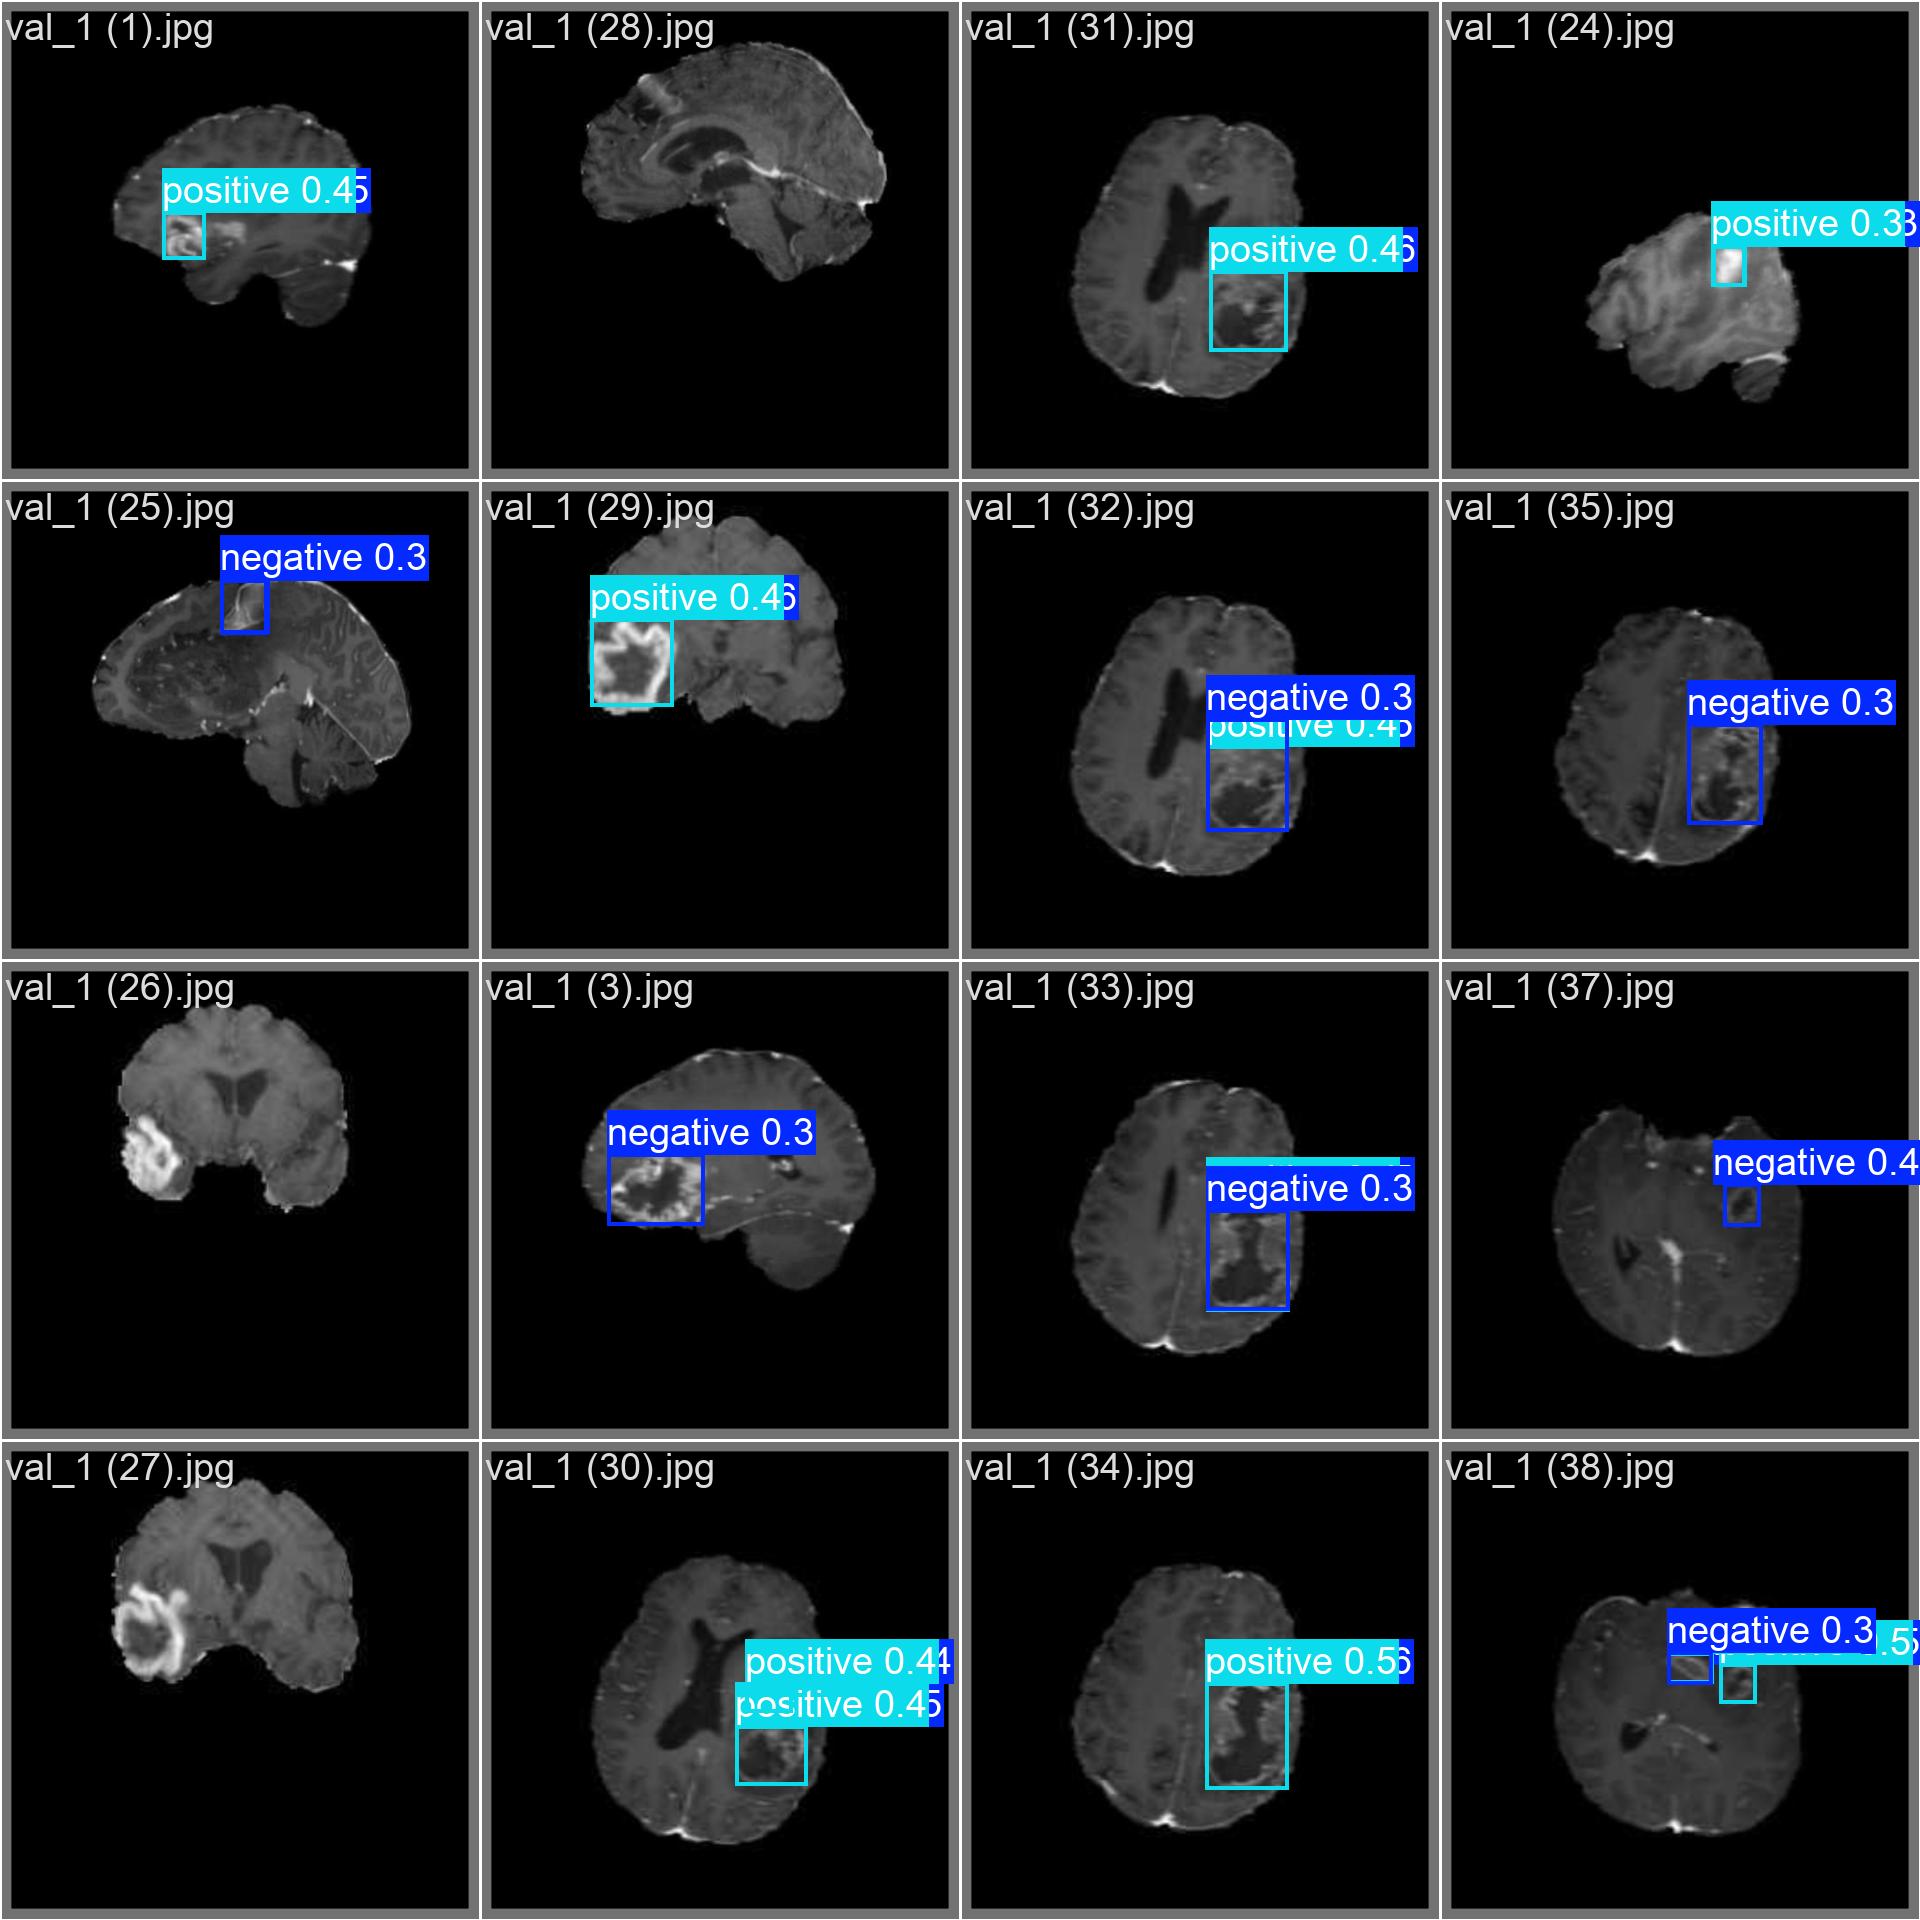 val_1 (1).jpg
positive 0.45
val_1 (28).jpg
val_1 (31).jpg
positive 0.46
val_1 (24).jpg
positive 0.33
val_1 (25).jpg
negative 0.3
val_1 (29).jpg
positive 0.46
val_1 (32).jpg
negative 0.3
positive 0.45
val_1 (35).jpg
negative 0.3
val_1 (26).jpg
val_1 (3).jpg
negative 0.3
val_1 (33).jpg
negative 0.3
val_1 (37).jpg
negative 0.4
val_1 (27).jpg
val_1 (30).jpg
positive 0.44
positive 0.45
val_1 (34).jpg
positive 0.56
val_1 (38).jpg
negative 0.3